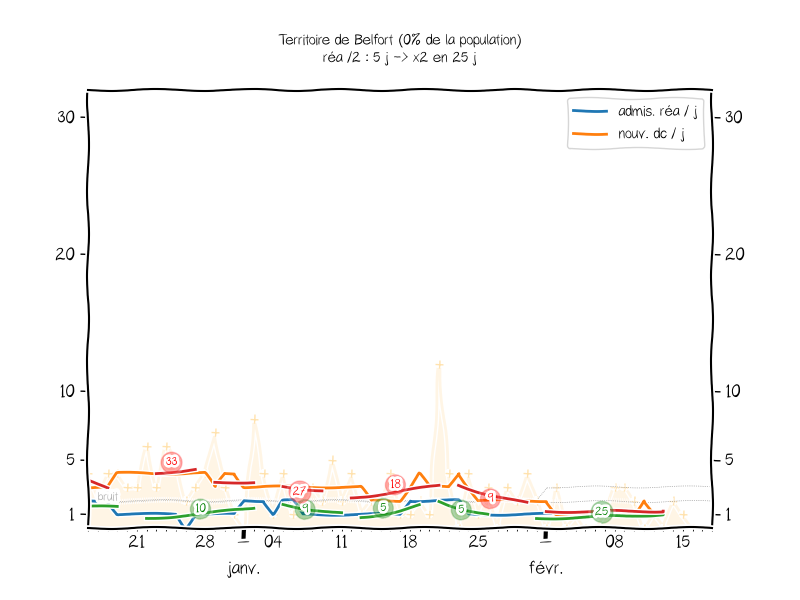 Territoire de Belfort (0% de la population)
réa /2 : 5 j -> x2 en 25 j
admis. réa / j
nouv. dc / j
30
30
20
20
10
10
5
5
1
1
bruit
33
10
27
9
18
5
9
5
25
21 28 04 11 18 25 08 15
janv. févr.